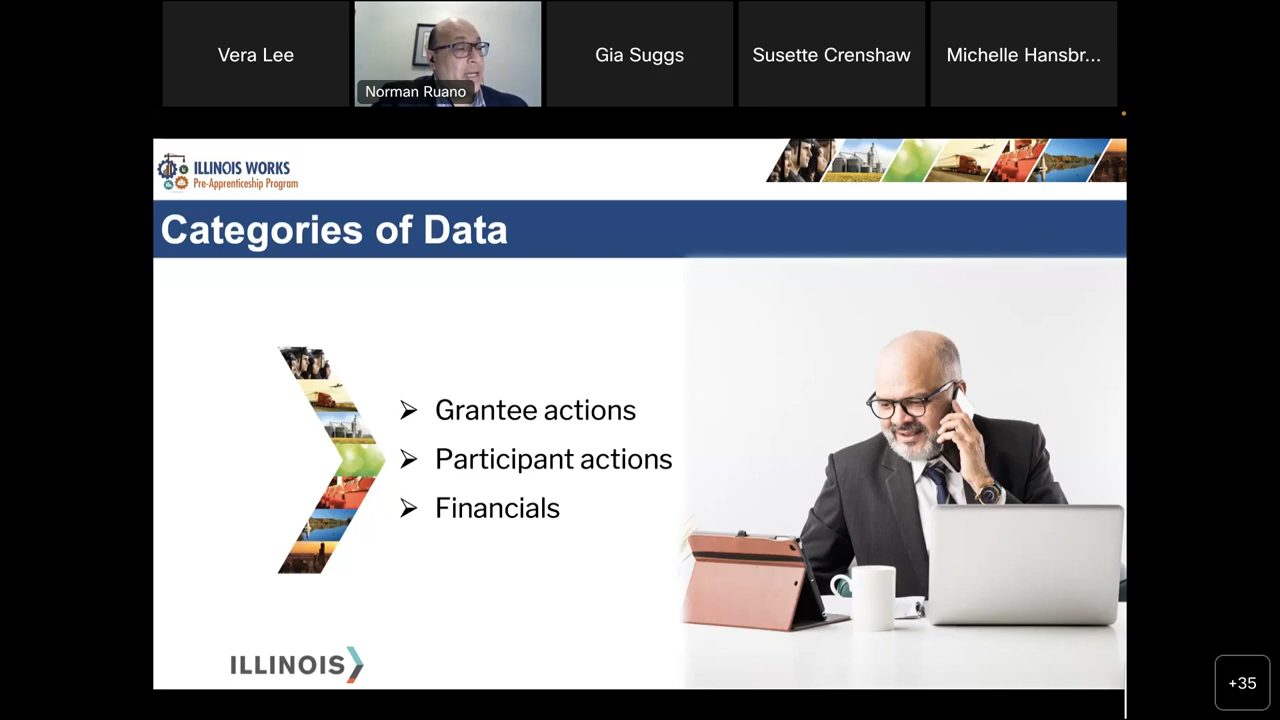 Vera Lee
Norman Ruano
Gia Suggs
Susette Crenshaw
Michelle Hansbr...
ILLINOIS WORKS
Pre-Apprenticeship Program
Categories of Data
➢ Grantee actions
➢ Participant actions
➢ Financials
ILLINOIS
+35